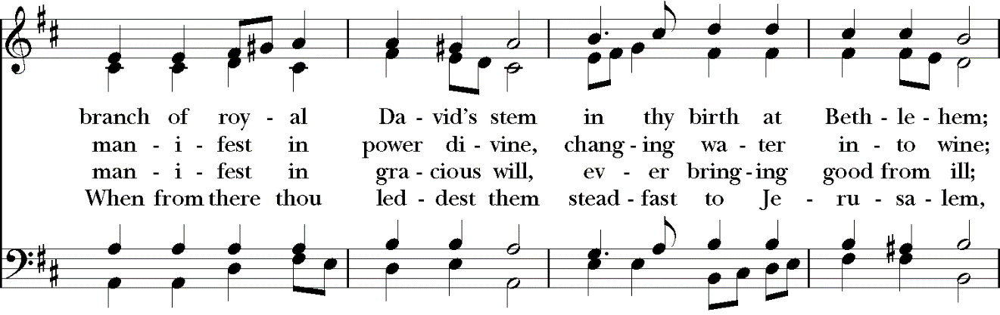 branch of roy - al Da - vid's stem in thy birth at Beth - le - hem;
man - i - fest in power di - vine, chang - ing wa - ter in - to wine;
man - i - fest in gra - cious will, ev - er bring - ing good from ill;
When from there thou led - dest them stead - fast to Je - ru - sa - lem,